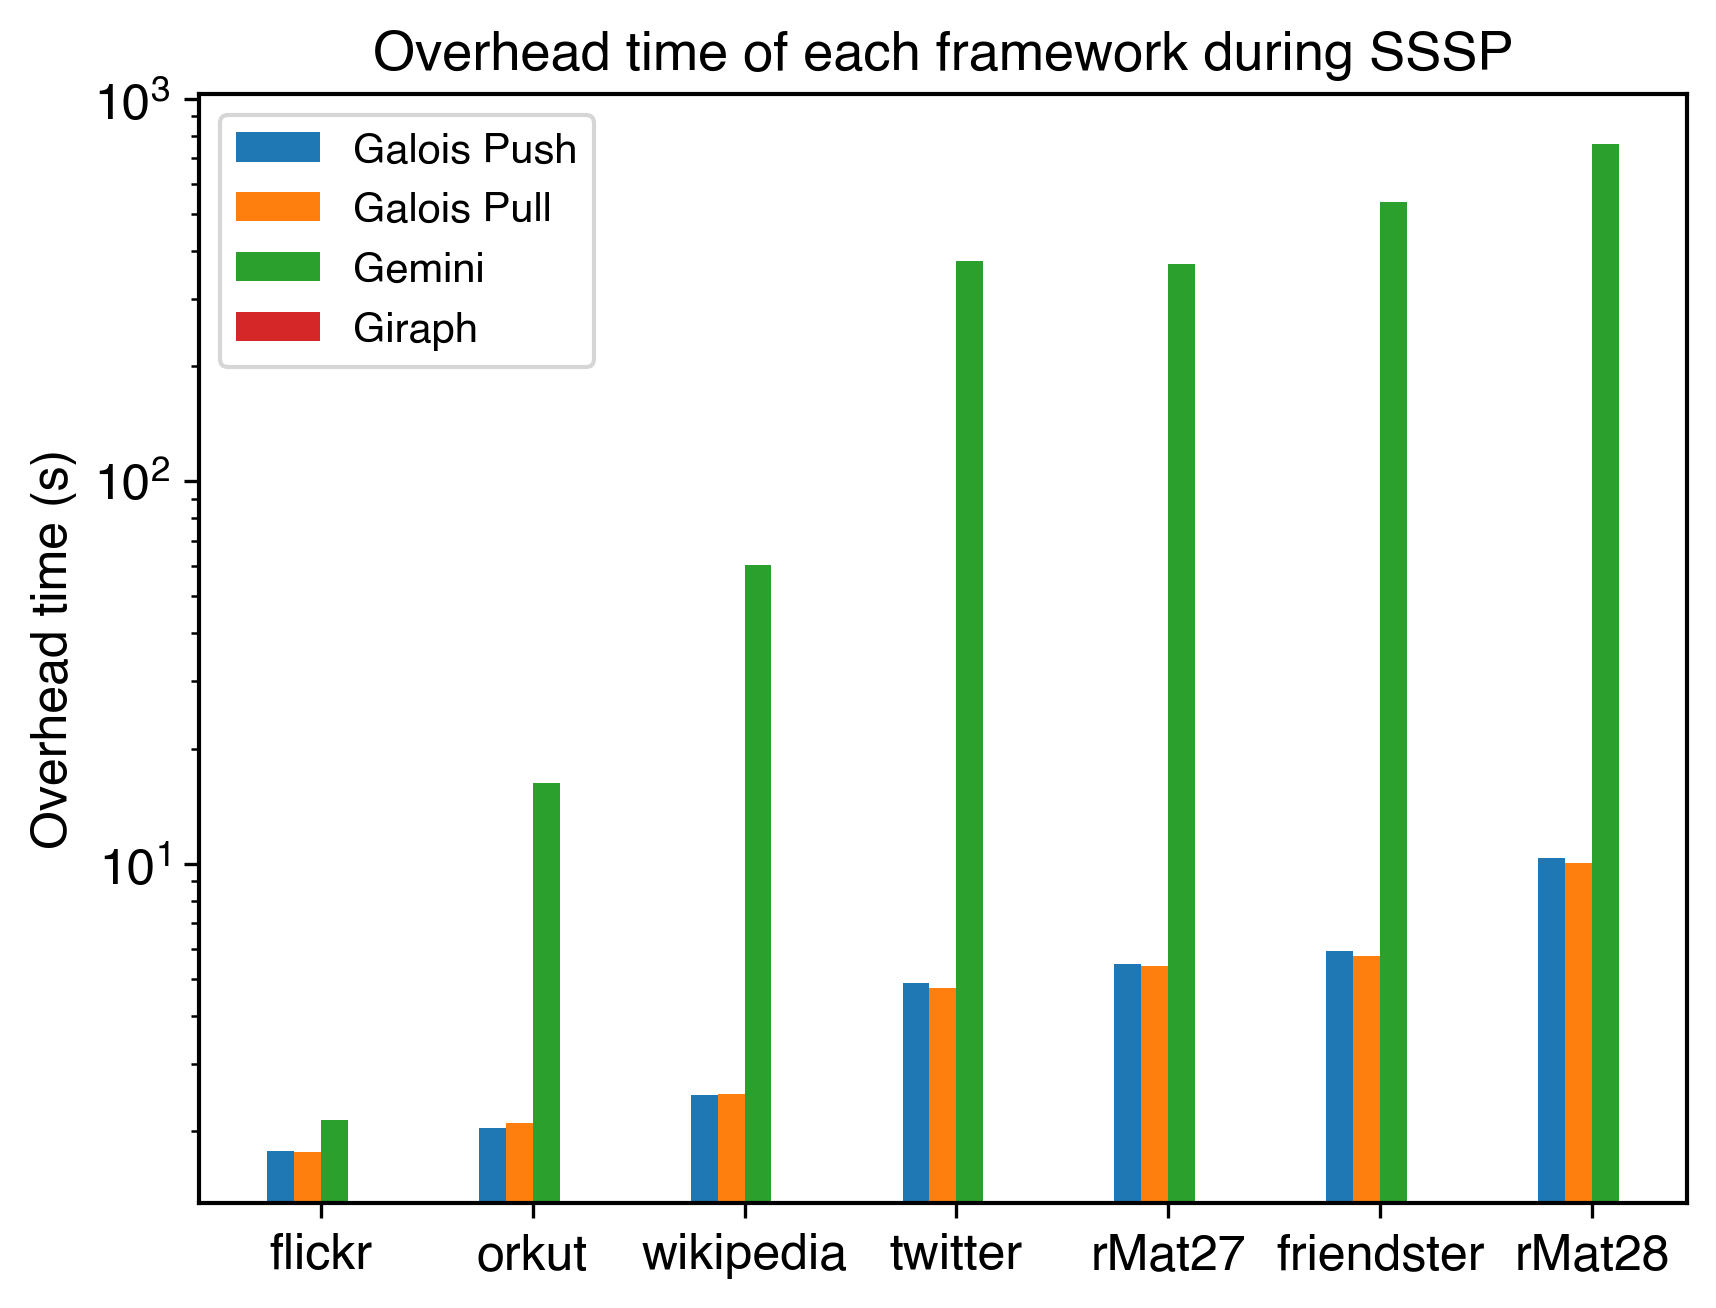 Overhead time of each framework during SSSP
10³
10²
10¹
Overhead time (s)
Galois Push
Galois Pull
Gemini
Giraph
flickr orkut wikipedia twitter rMat27 friendster rMat28